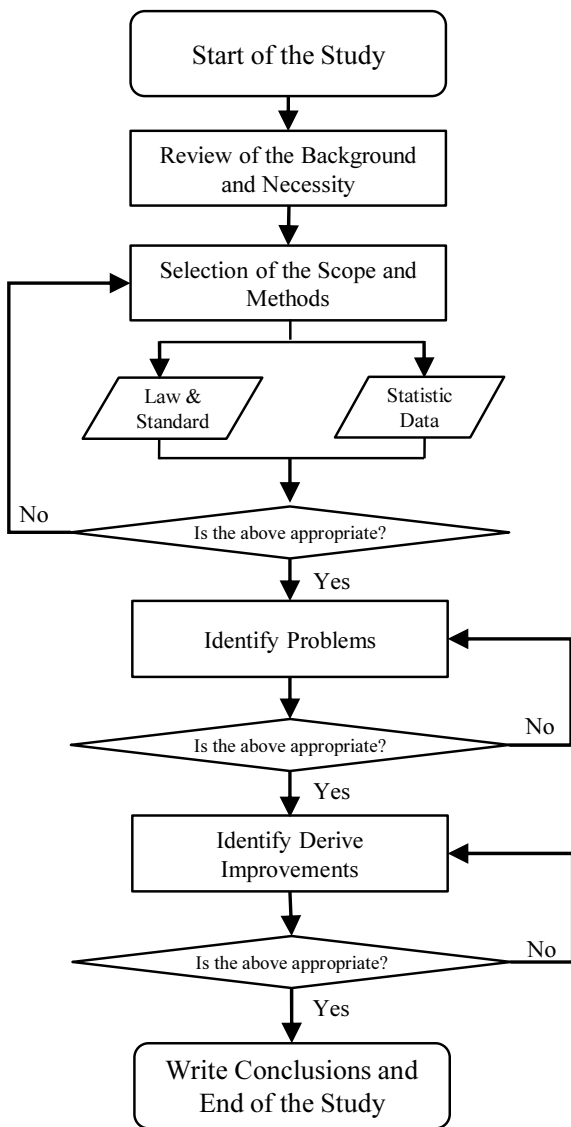 Start of the Study
Review of the Background
and Necessity
Selection of the Scope and
Methods
Law &
Standard
Statistic
Data
No
Is the above appropriate?
Yes
Identify Problems
No
Is the above appropriate?
Yes
Identify Derive
Improvements
No
Is the above appropriate?
Yes
Write Conclusions and
End of the Study